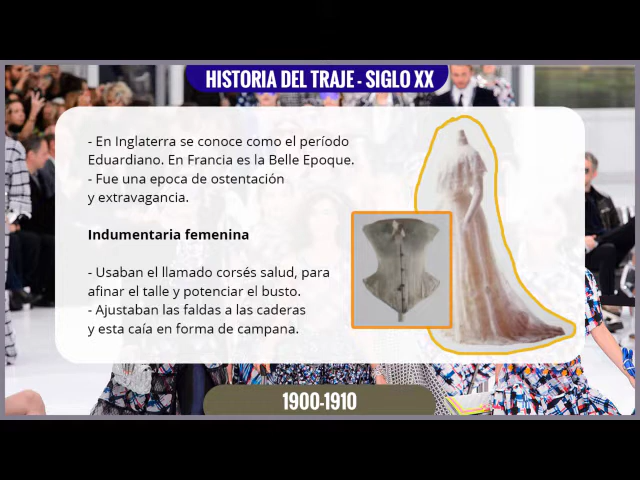 HISTORIA DEL TRAJE - SIGLO XX
- En Inglaterra se conoce como el período
Eduardiano. En Francia es la Belle Epoque.
- Fue una epoca de ostentación
y extravagancia.
Indumentaria femenina
- Usaban el llamado corsés salud, para
afinar el talle y potenciar el busto.
- Ajustaban las faldas a las caderas
y esta caía en forma de campana.
1900-1910